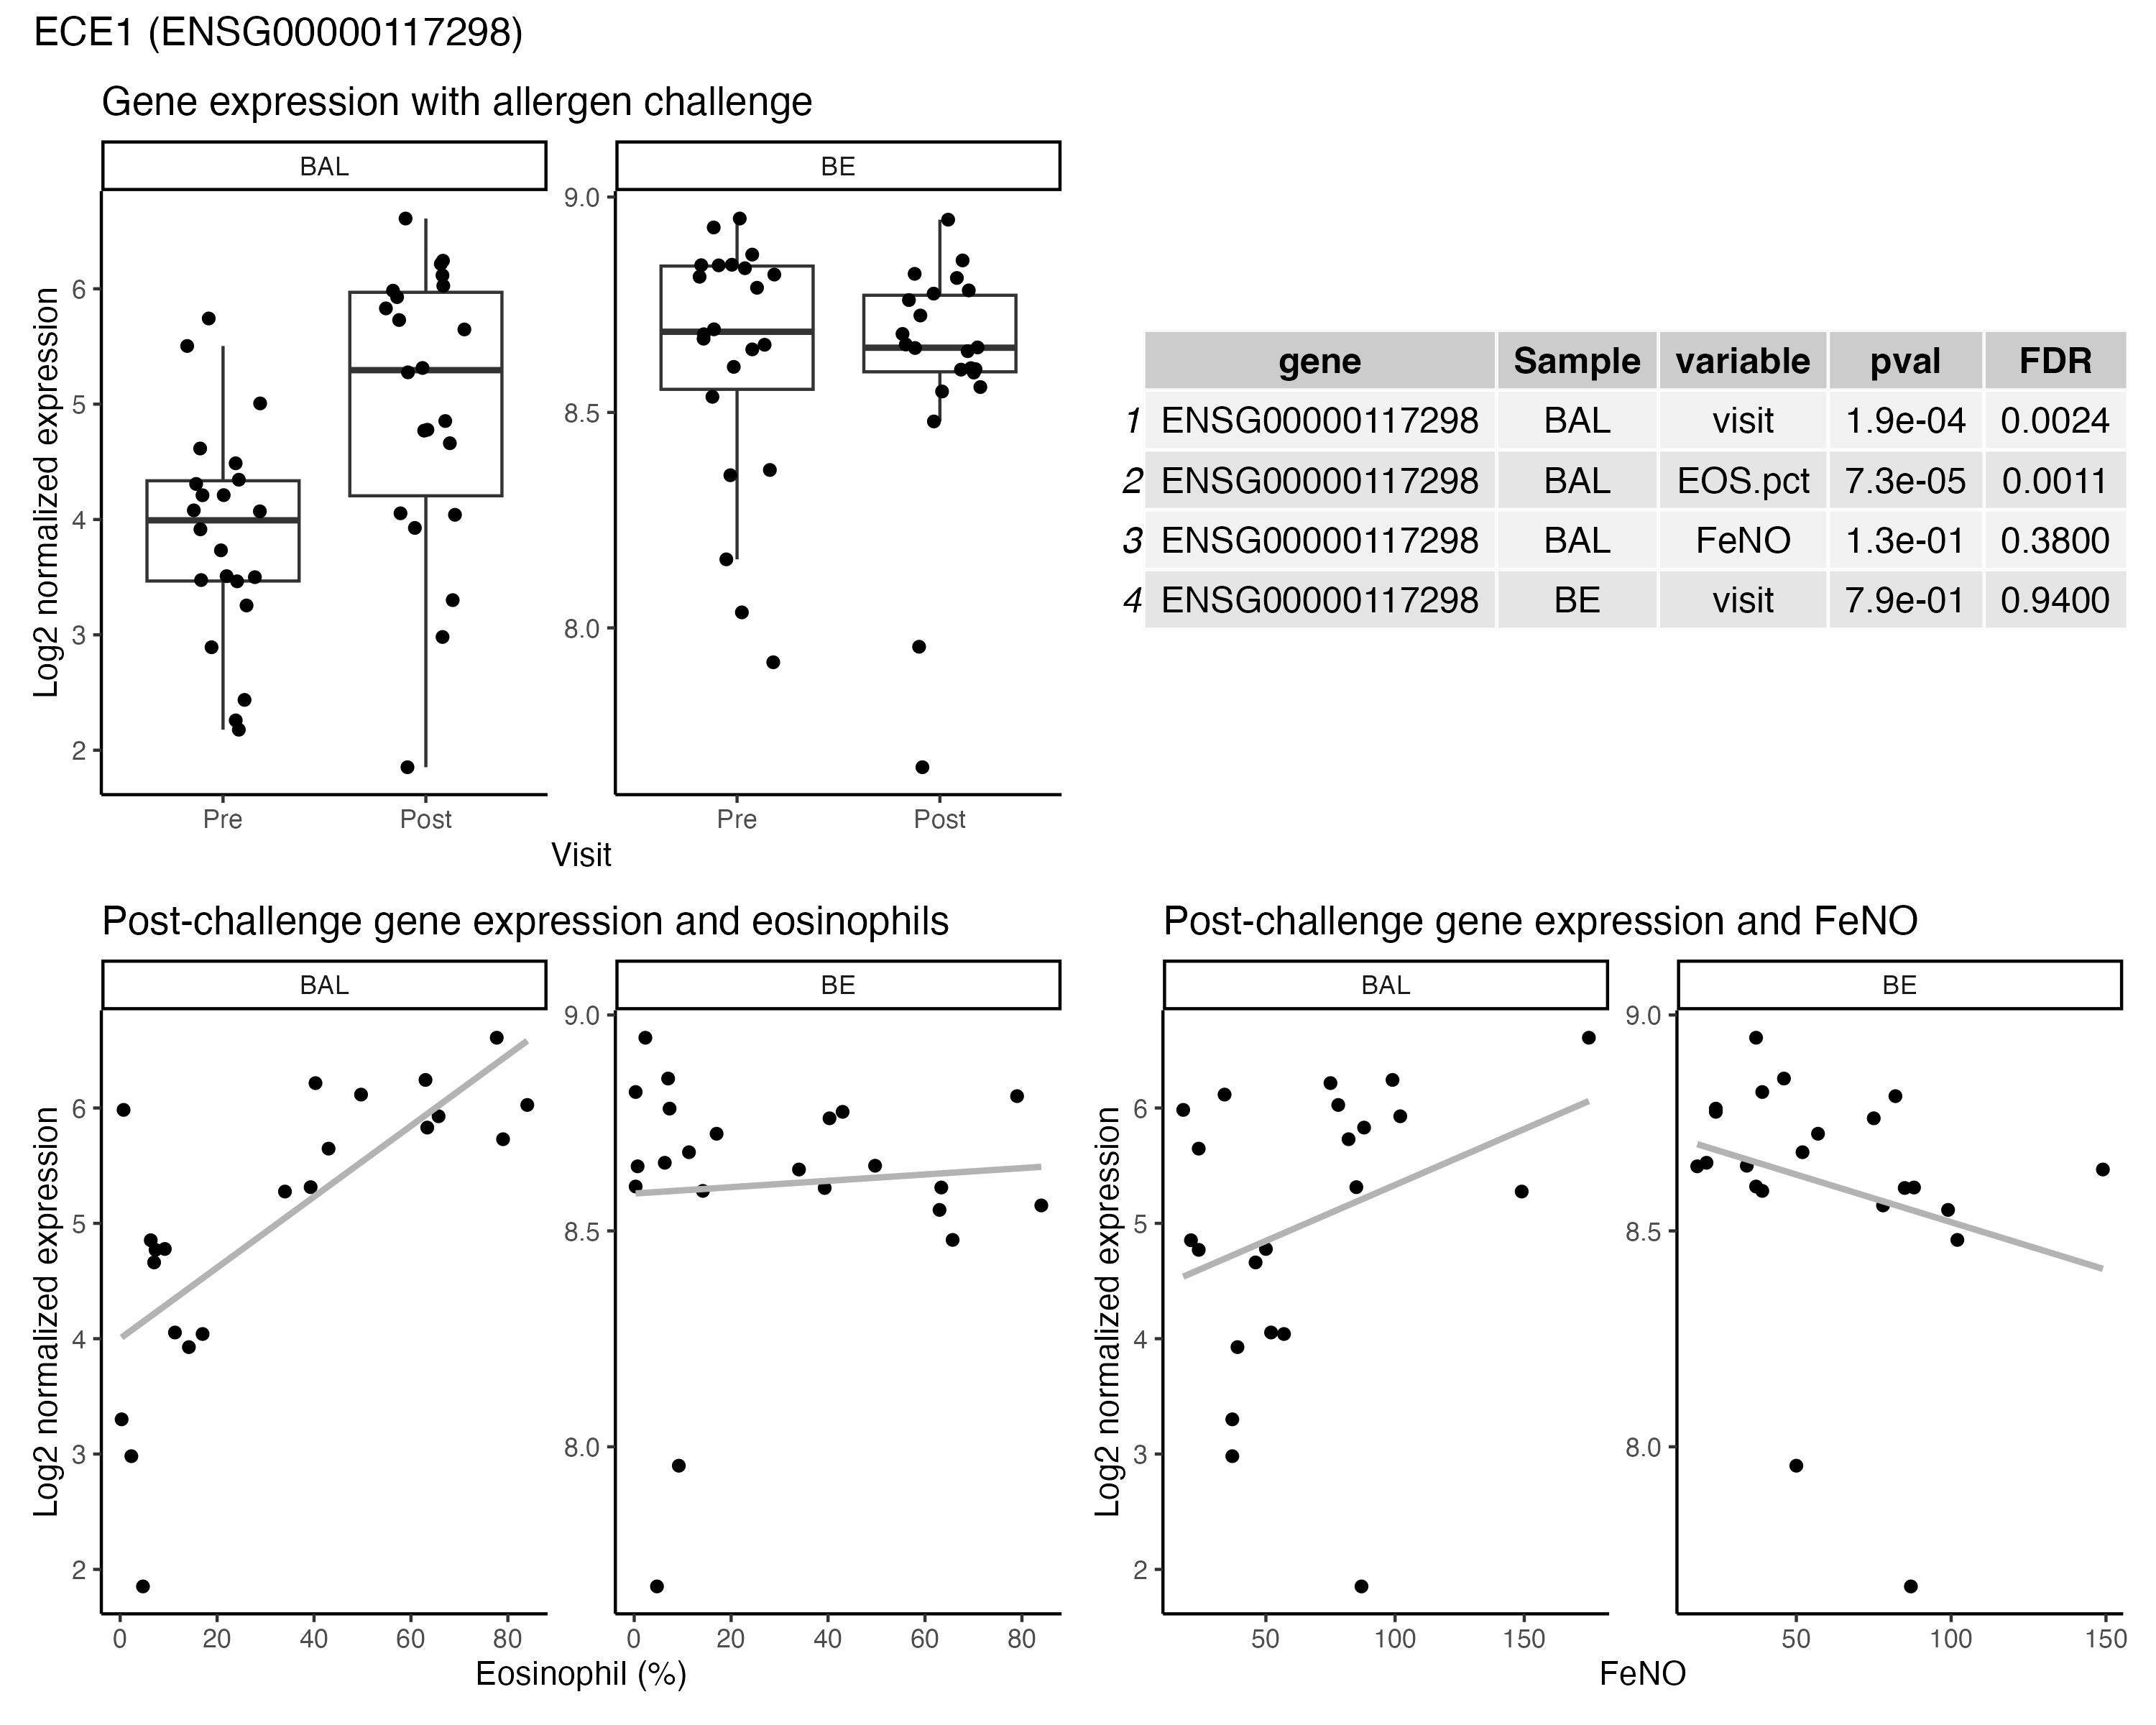 ECE1 (ENSG00000117298)
Gene expression with allergen challenge
BAL
BE
Log2 normalized expression
6
5
4
3
2
9.0
8.5
8.0
Pre
Post
Pre
Post
Visit
gene Sample variable pval FDR
1 ENSG00000117298 BAL visit 1.9e-04 0.0024
2 ENSG00000117298 BAL EOS.pct 7.3e-05 0.0011
3 ENSG00000117298 BAL FeNO 1.3e-01 0.3800
4 ENSG00000117298 BE visit 7.9e-01 0.9400
Post-challenge gene expression and eosinophils
BAL
BE
Log2 normalized expression
6
5
4
3
2
9.0
8.5
8.0
0 20 40 60 80
0 20 40 60 80
Eosinophil (%)
Post-challenge gene expression and FeNO
BAL
BE
Log2 normalized expression
6
5
4
3
2
9.0
8.5
8.0
50 100 150
50 100 150
FeNO